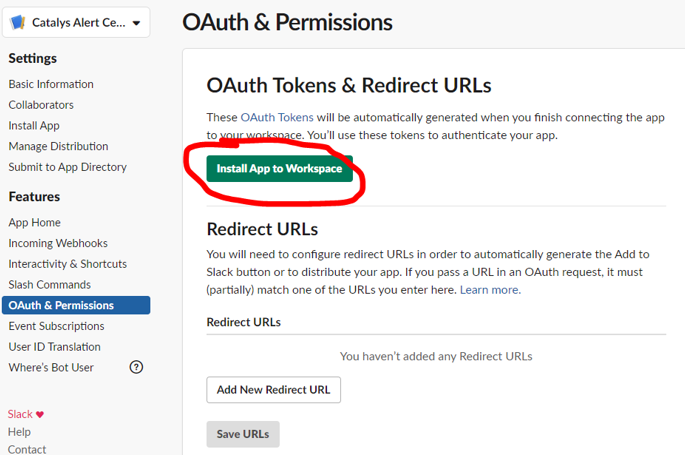 Catalys Alert Ce...
OAuth & Permissions
Settings
Basic Information
Collaborators
Install App
Manage Distribution
Submit to App Directory
Features
App Home
Incoming Webhooks
Interactivity & Shortcuts
Slash Commands
OAuth & Permissions
Event Subscriptions
User ID Translation
Where's Bot User
?
Slack
Help
Contact
OAuth Tokens & Redirect URLs
These OAuth Tokens will be automatically generated when you finish connecting the app
to your workspace. You'll use these tokens to authenticate your app.
Install App to Workspace
Redirect URLs
You will need to configure redirect URLs in order to automatically generate the Add to
Slack button or to distribute your app. If you pass a URL in an OAuth request, it must
(partially) match one of the URLs you enter here. Learn more.
Redirect URLs
You haven't added any Redirect URLs
Add New Redirect URL
Save URLs